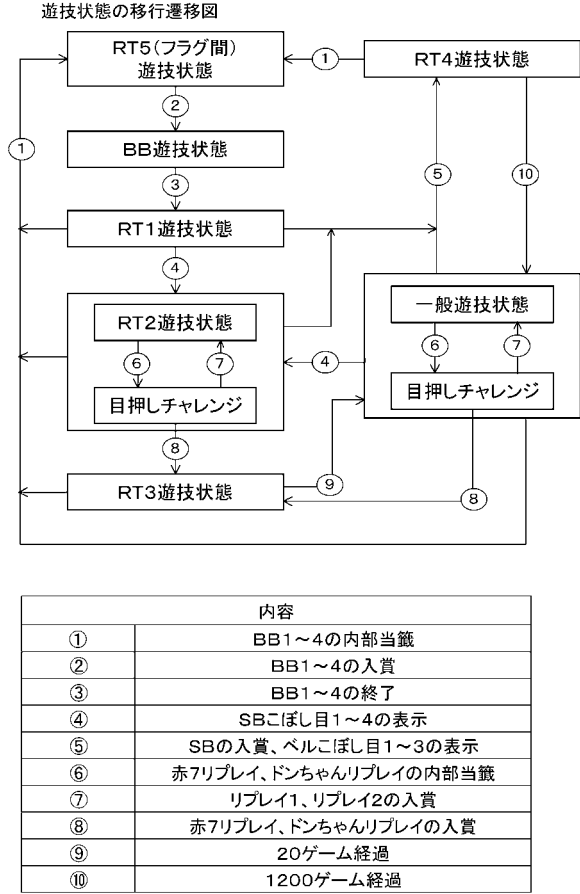 遊技状態の移行遷移図
RT5(フラグ間)
遊技状態
①
RT4遊技状態
②
BB遊技状態
①
③
⑤
⑩
RT1遊技状態
④
RT2遊技状態
一般遊技状態
⑥
⑦
④
⑥
⑦
目押しチャレンジ
目押しチャレンジ
⑧
RT3遊技状態
⑨
⑧
内容
① BB1～4の内部当籤
② BB1～4の入賞
③ BB1～4の終了
④ SBこぼし目1～4の表示
⑤ SBの入賞、ベルこぼし目1～3の表示
⑥ 赤7リプレイ、ドンちゃんリプレイの内部当籤
⑦ リプレイ1、リプレイ2の入賞
⑧ 赤7リプレイ、ドンちゃんリプレイの入賞
⑨ 20ゲーム経過
⑩ 1200ゲーム経過